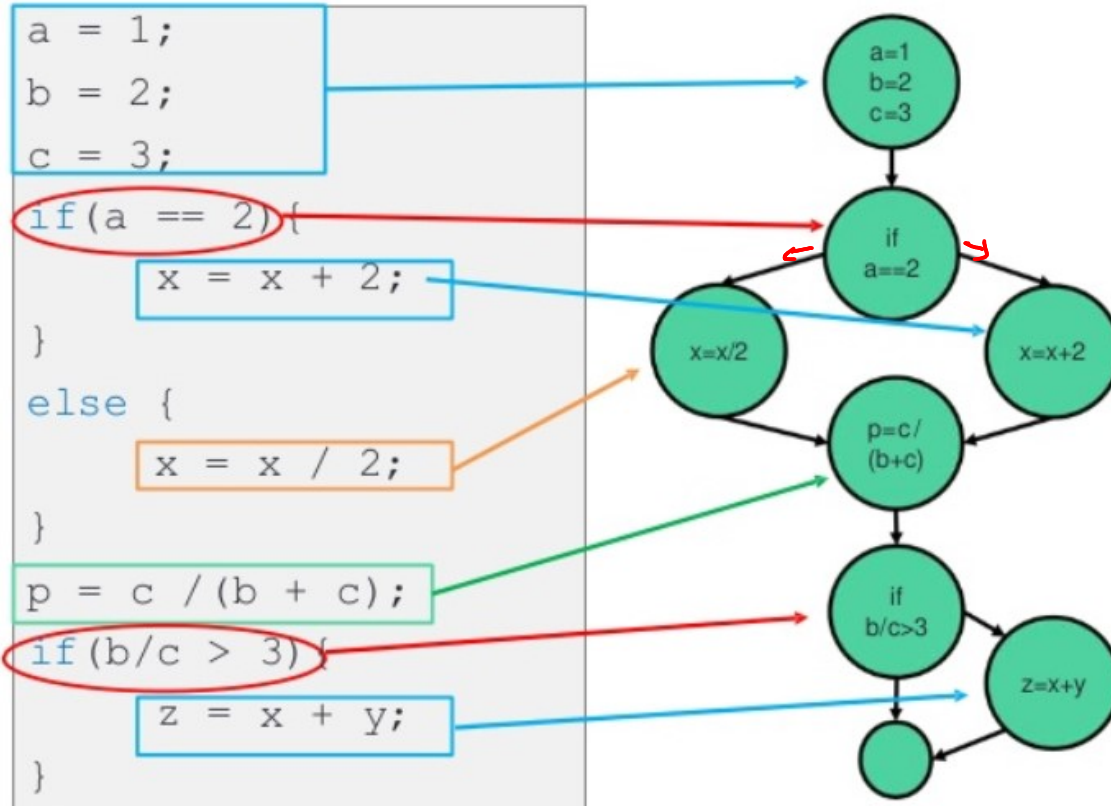 a = 1;
b = 2;
c = 3;
if(a == 2){
x = x + 2;
}
else {
x = x / 2;
}
p = c /(b + c);
if(b/c > 3){
z = x + y;
}
a=1
b=2
c=3
if
a==2
x=x/2
x=x+2
p=c/
(b+c)
if
b/c>3
z=x+y